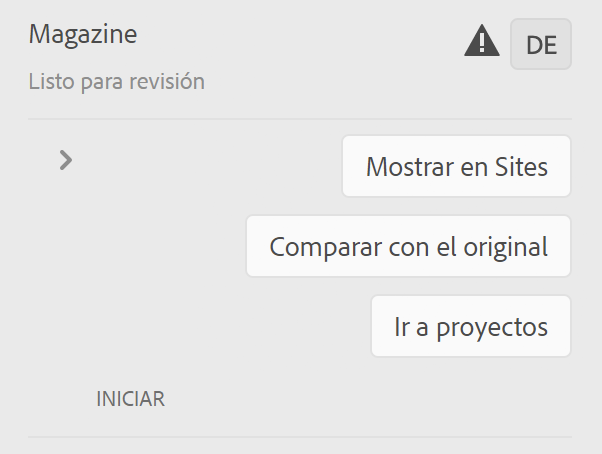 Magazine
DE
Listo para revisión
Mostrar en Sites
Comparar con el original
Ir a proyectos
INICIAR